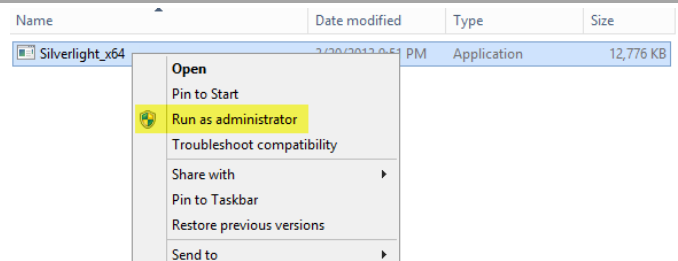 Name Date modified Type Size
Silverlight_x64 PM Application 12,776 KB
Open
Pin to Start
Run as administrator
Troubleshoot compatibility
Share with
Pin to Taskbar
Restore previous versions
Send to